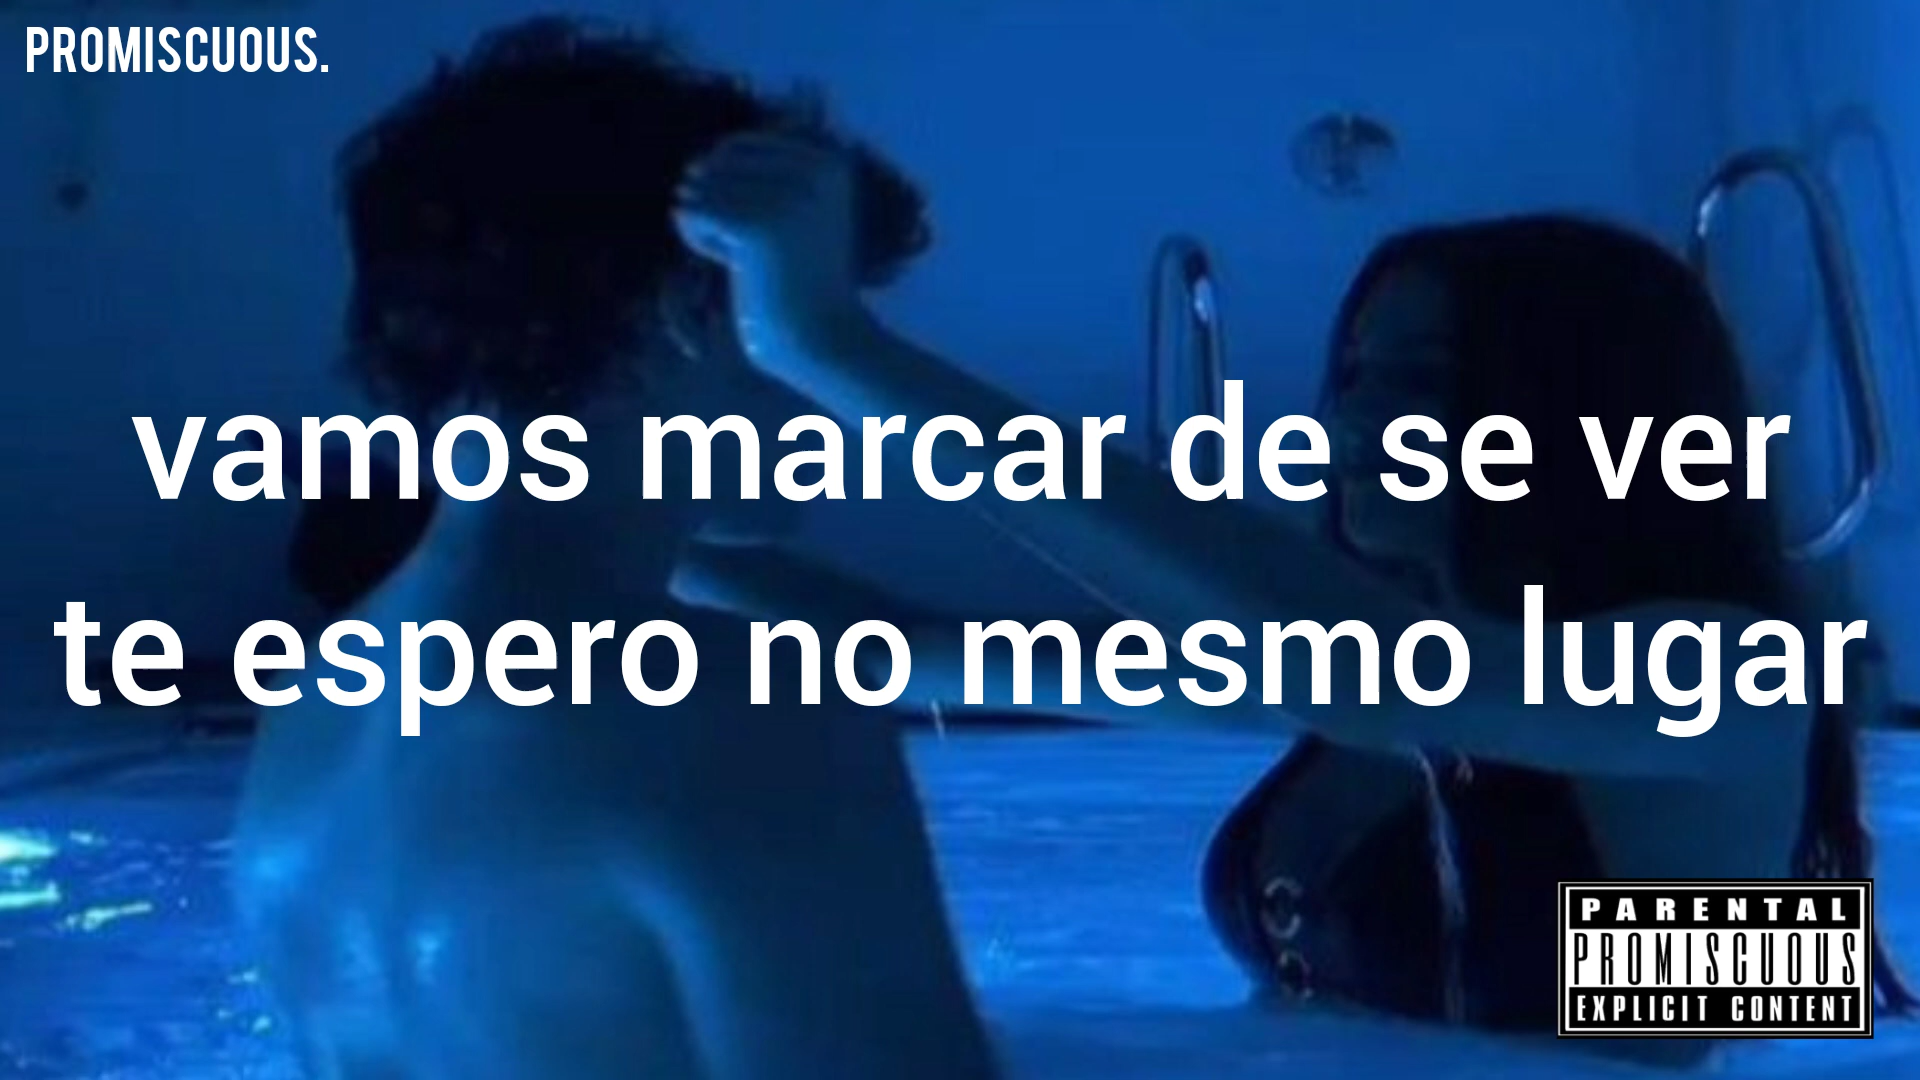 PROMISCUOUS.
vamos marcar de se ver
te espero no mesmo lugar
PARENTAL
PROMISCUOUS
EXPLICIT CONTENT